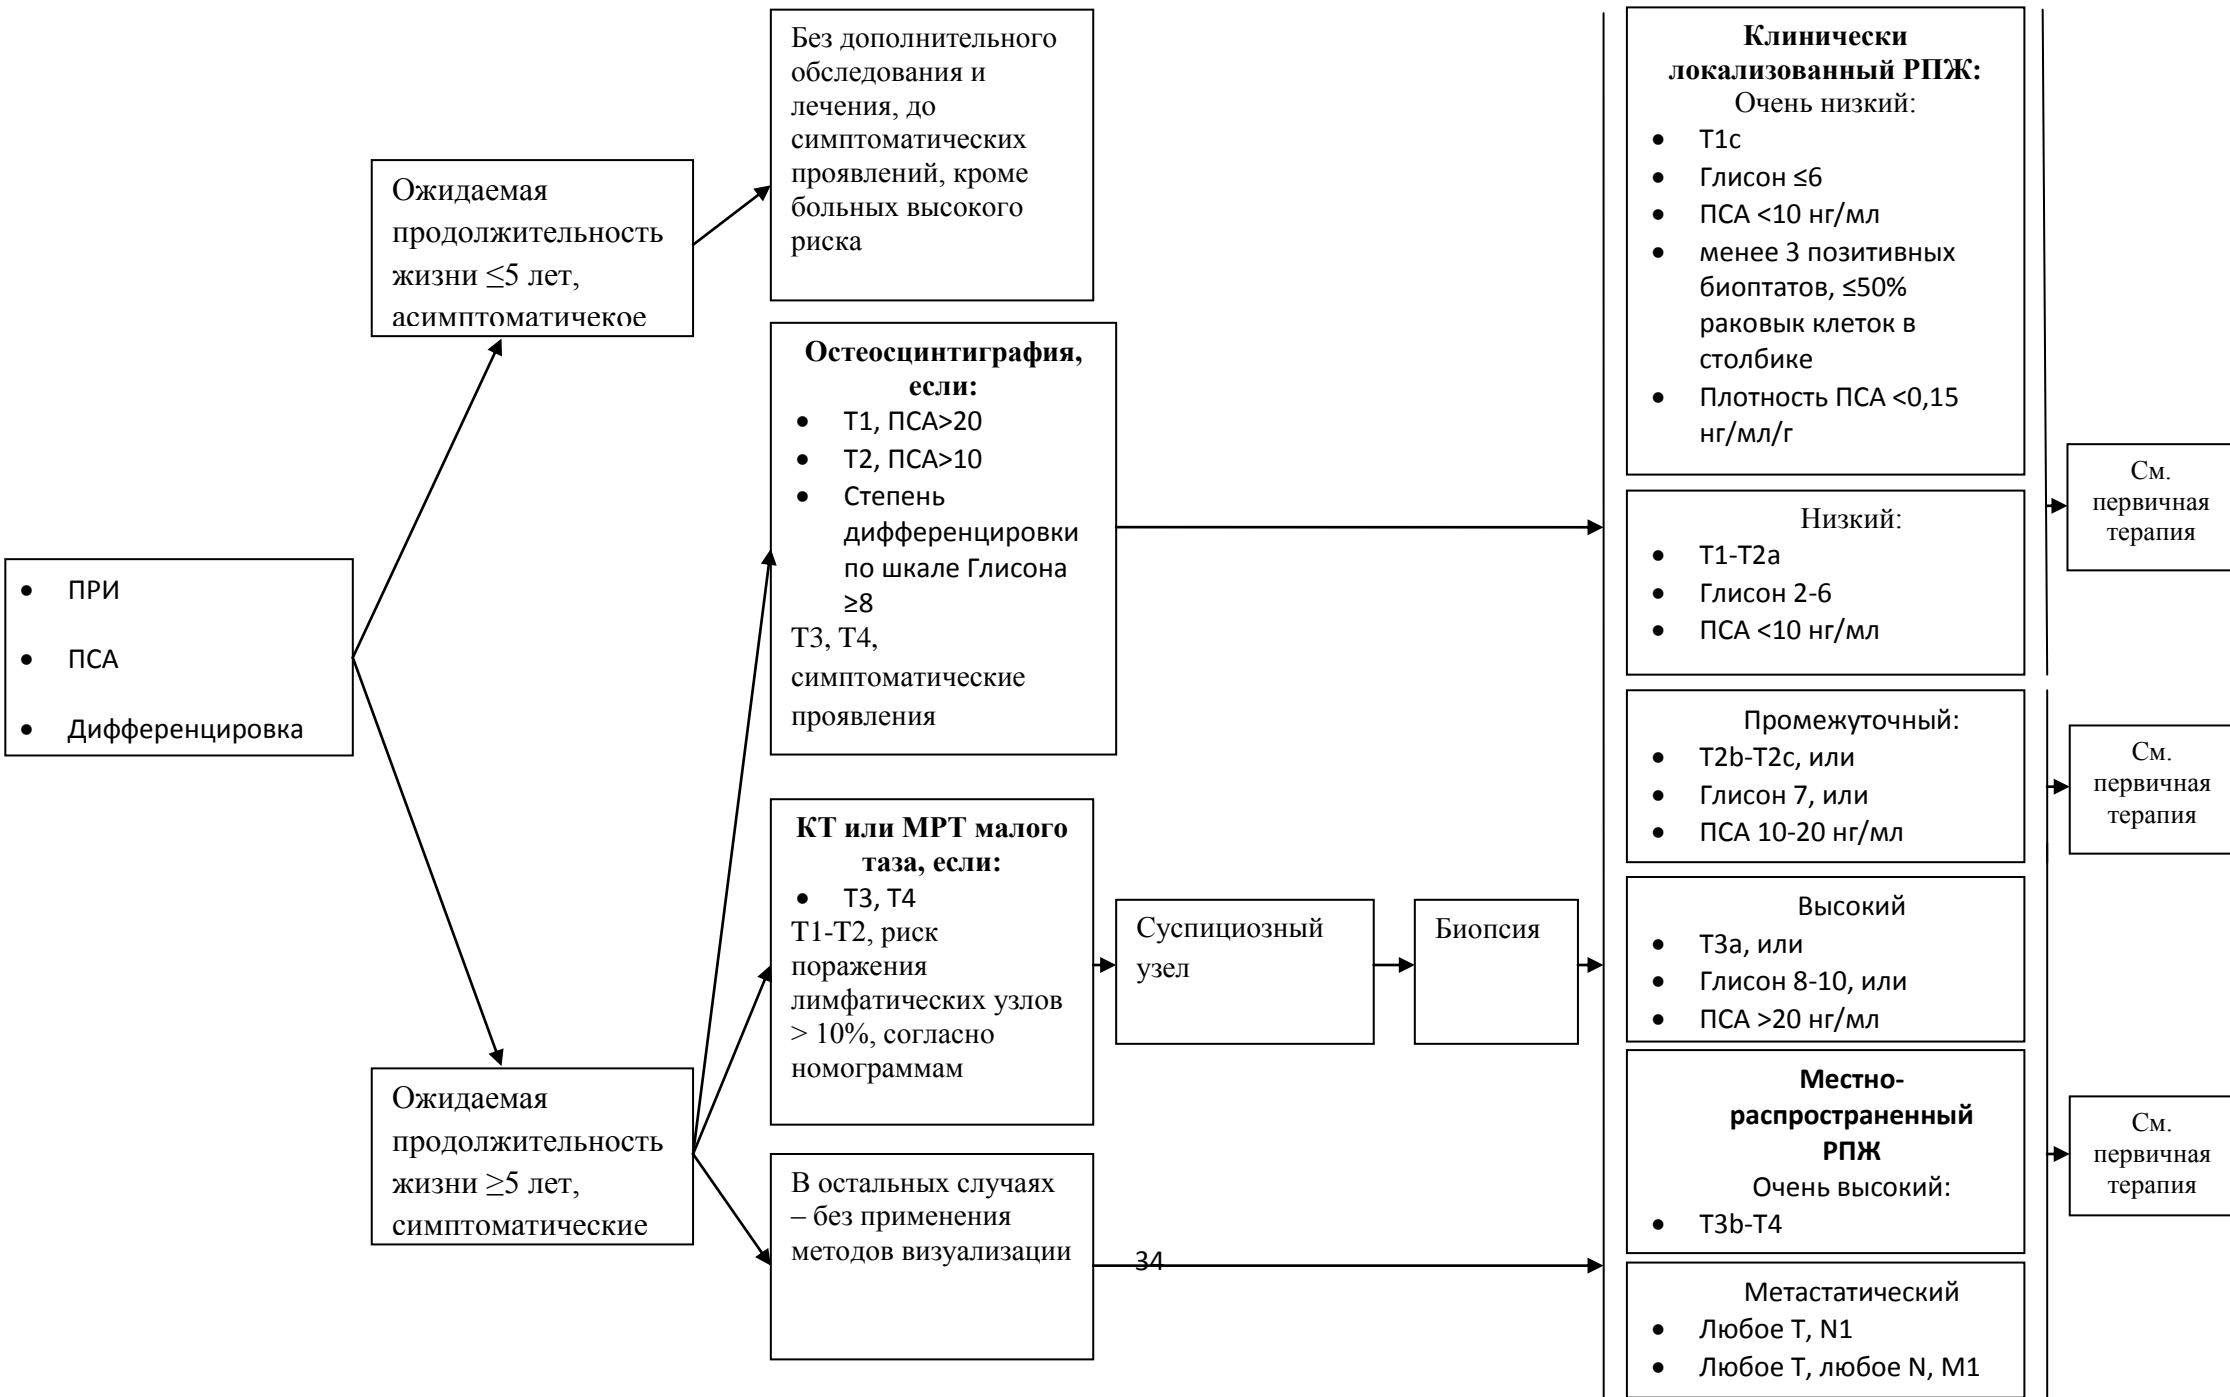 ПРИ
ПСА
Дифференцировка
Ожидаемая
продолжительность
жизни ≤5 лет,
асимптоматичекое
Ожидаемая
продолжительность
жизни ≥5 лет,
симптоматические
Без дополнительного
обследования и
лечения, до
симптоматических
проявлений, кроме
больных высокого
риска
Остеосцинтиграфия,
если:
Т1, ПСА>20
Т2, ПСА>10
Степень
дифференцировки
по шкале Глисона
≥8
Т3, Т4,
симптоматические
проявления
КТ или МРТ малого
таза, если:
Т3, Т4
Т1-Т2, риск
поражения
лимфатических узлов
> 10%, согласно
номограммам
В остальных случаях
– без применения
методов визуализации
Суспициозный
узел
Биопсия
34
Клинически
локализованный РПЖ:
Очень низкий:
T1c
Глисон ≤6
ПСА <10 нг/мл
менее 3 позитивных
биоптатов, ≤50%
раковык клеток в
столбике
Плотность ПСА <0,15
нг/мл/г
Низкий:
Т1-Т2а
Глисон 2-6
ПСА <10 нг/мл
Промежуточный:
T2b-T2c, или
Глисон 7, или
ПСА 10-20 нг/мл
Высокий
Т3а, или
Глисон 8-10, или
ПСА >20 нг/мл
Местно-
распространенный
РПЖ
Очень высокий:
T3b-T4
Метастатический
Любое Т, N1
Любое Т, любое N, M1
См.
первичная
терапия
См.
первичная
терапия
См.
первичная
терапия